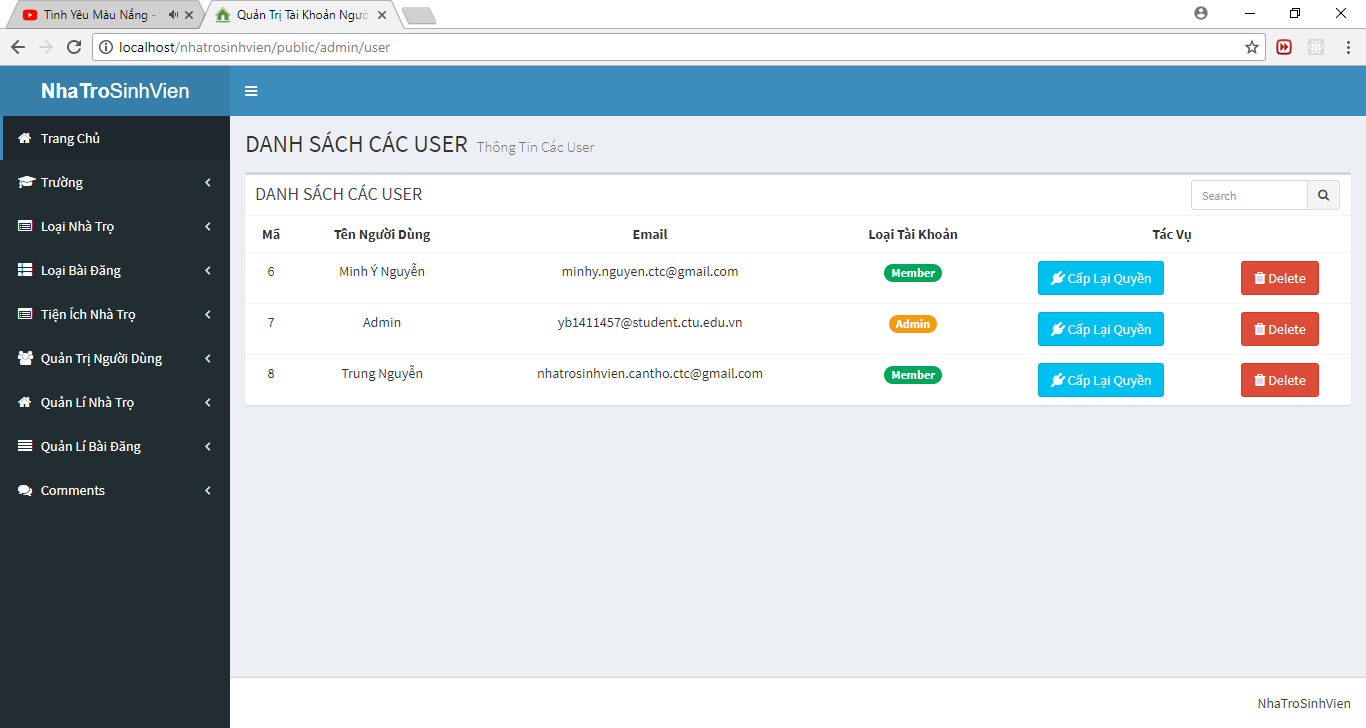 Tình Yêu Màu Nắng -
Quản Trị Tài Khoản Ngườ
localhost/nhatrosinhvien/public/admin/user
NhaTroSinhVien
Trang Chủ
Trường
Loại Nhà Trọ
Loại Bài Đăng
Tiện Ích Nhà Trọ
Quản Trị Người Dùng
Quản Lí Nhà Trọ
Quản Lí Bài Đăng
Comments
DANH SÁCH CÁC USER Thông Tin Các User
DANH SÁCH CÁC USER Search
Mã Tên Người Dùng Email Loại Tài Khoản Tác Vụ
6 Minh Ý Nguyễn minhy.nguyen.ctc@gmail.com Member Cấp Lại Quyền Delete
7 Admin yb1411457@student.ctu.edu.vn Admin Cấp Lại Quyền Delete
8 Trung Nguyễn nhatrosinhvien.cantho.ctc@gmail.com Member Cấp Lại Quyền Delete
NhaTroSinhVien